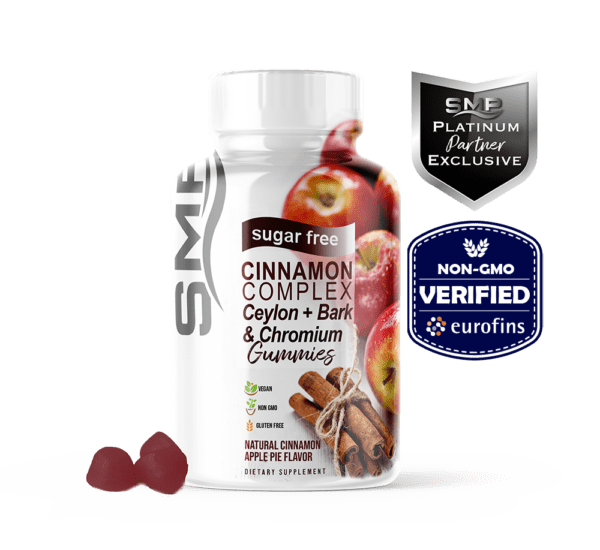 SMP
sugar free
CINNAMON
COMPLEX
Ceylon + Bark
& Chromium
Gummies
VEGAN
NON GMO
GLUTEN FREE
NATURAL CINNAMON
APPLE PIE FLAVOR
DIETARY SUPPLEMENT
SMP
PLATINUM
Partner
EXCLUSIVE
NON-GMO
VERIFIED
eurofins